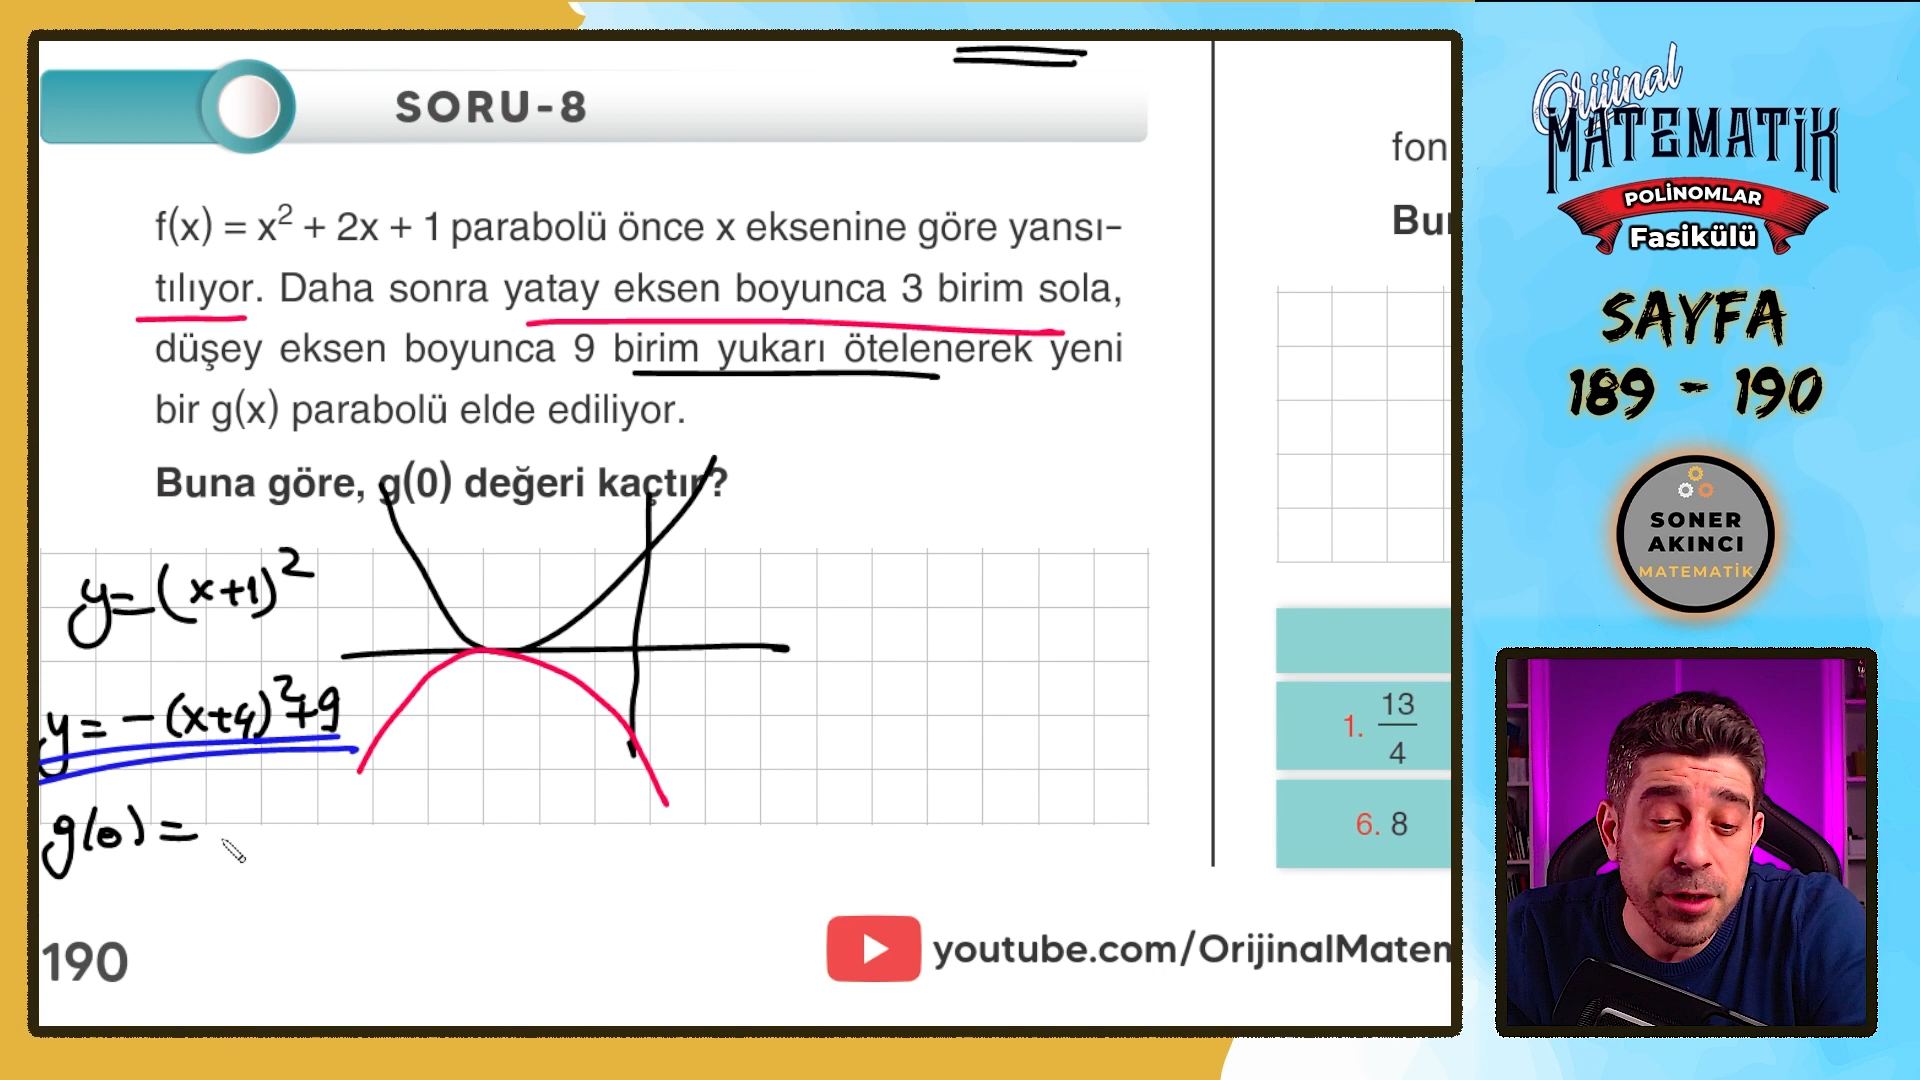 SORU-8
f(x) = x² + 2x + 1 parabolü önce x eksenine göre yansı-
tılıyor. Daha sonra yatay eksen boyunca 3 birim sola,
düşey eksen boyunca 9 birim yukarı ötelenerek yeni
bir g(x) parabolü elde ediliyor.
Buna göre, g(0) değeri kaçtır?
y=(x+1)²
y=-(x+4)²+9
g(0)=
190
youtube.com/OrijinalMatem
fon
Bu
1. 13/4
6. 8
Orijinal
MATEMATİK
POLİNOMLAR
Fasikülü
SAYFA
189 - 190
SONER
AKINCI
MATEMATİK